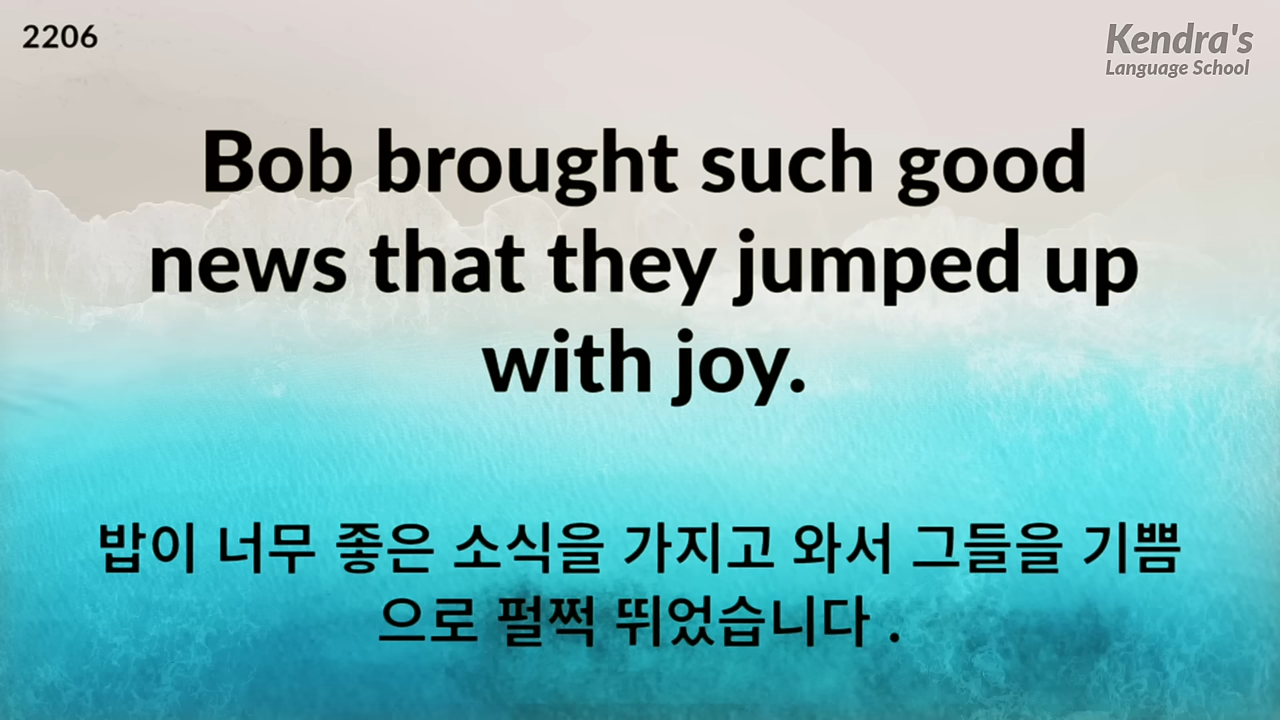 2206
Kendra's
Language School
Bob brought such good
news that they jumped up
with joy.
밥이 너무 좋은 소식을 가지고 와서 그들을 기쁨
으로 펄쩍 뛰었습니다 .